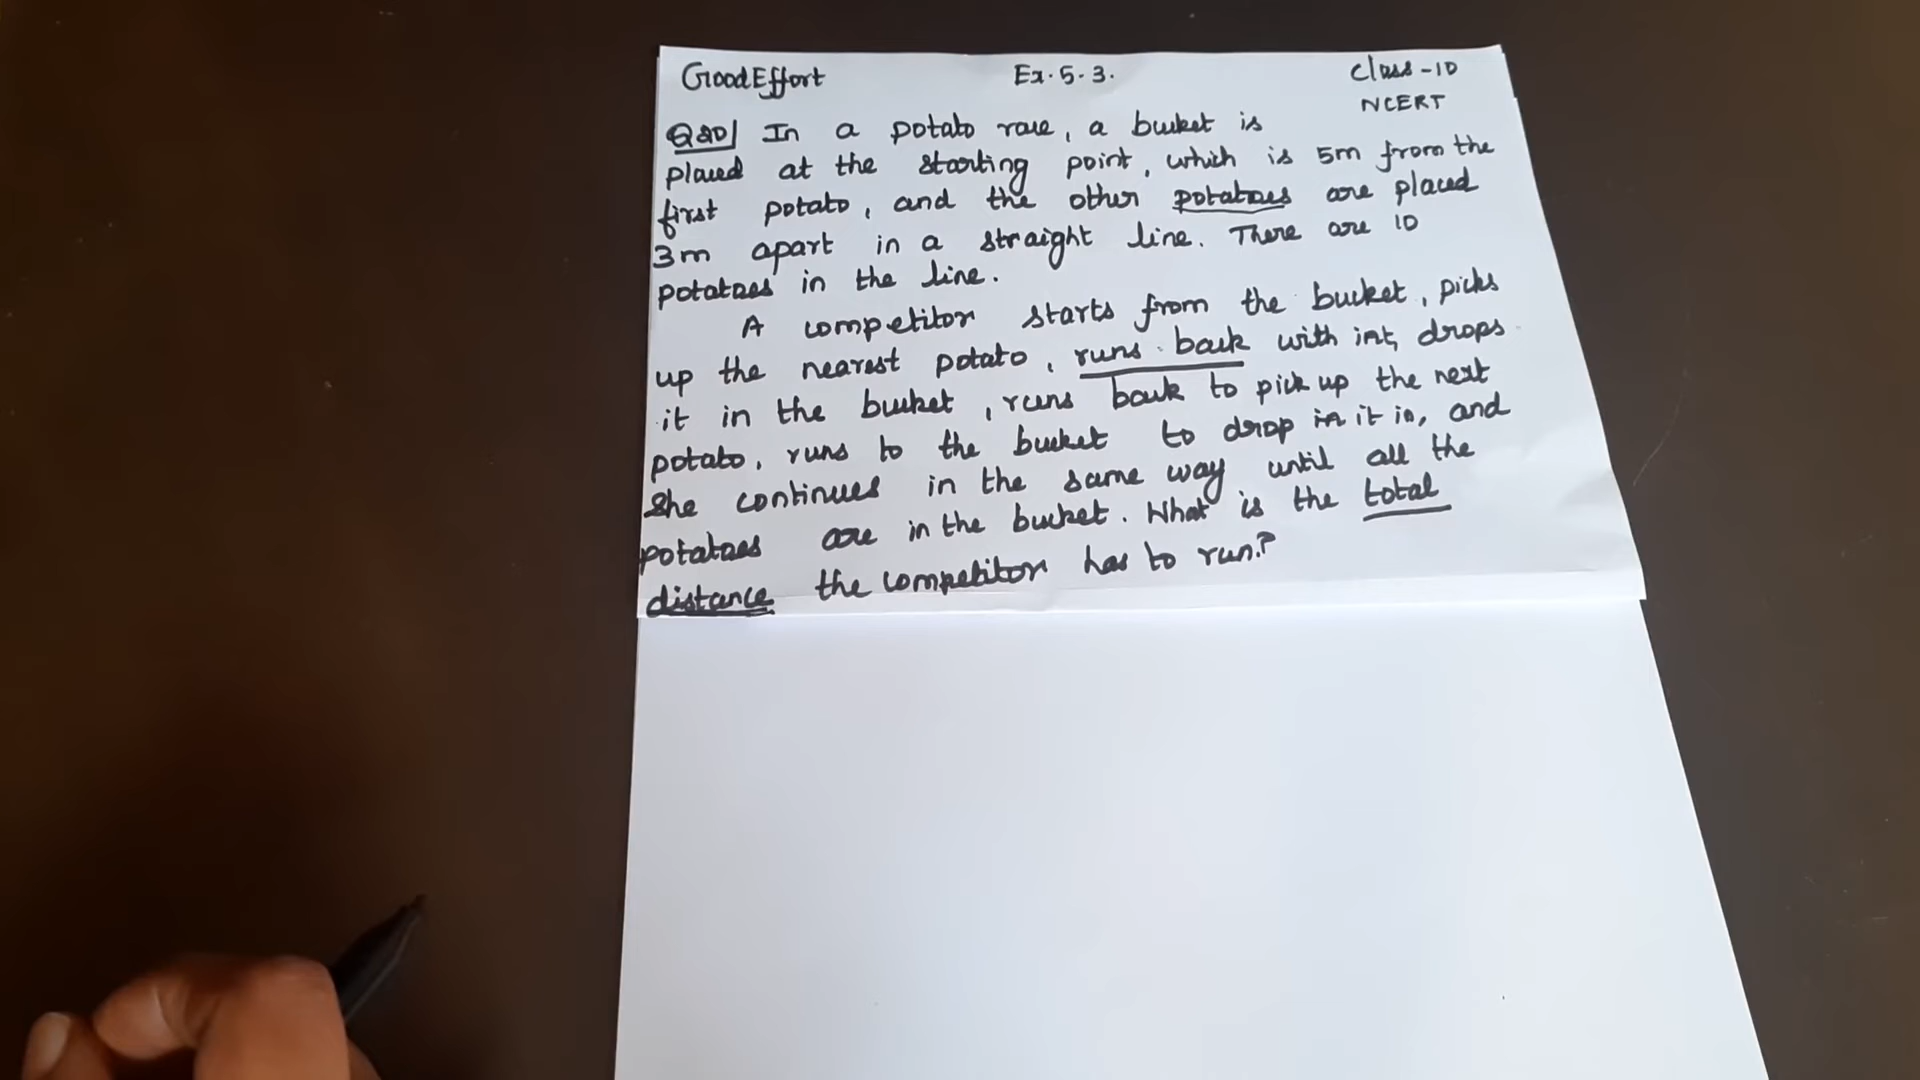 GoodEffort Ex. 5.3. Class-10
NCERT
Q20| In a potato race, a bucket is
placed at the starting point, which is 5m from the
first potato, and the other potatoes are placed
3m apart in a straight line. There are 10
potatoes in the line.
A competitor starts from the bucket, picks
up the nearest potato, runs back with it, drops
it in the bucket, runs back to pick up the next
potato, runs to the bucket to drop it in, and
she continues in the same way until all the
potatoes are in the bucket. What is the total
distance the competitor has to run.?